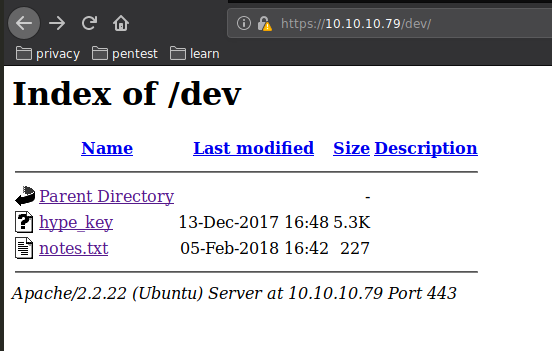 https://10.10.10.79/dev/
privacy pentest learn
Index of /dev
Name Last modified Size Description
Parent Directory -
hype_key 13-Dec-2017 16:48 5.3K
notes.txt 05-Feb-2018 16:42 227
Apache/2.2.22 (Ubuntu) Server at 10.10.10.79 Port 443